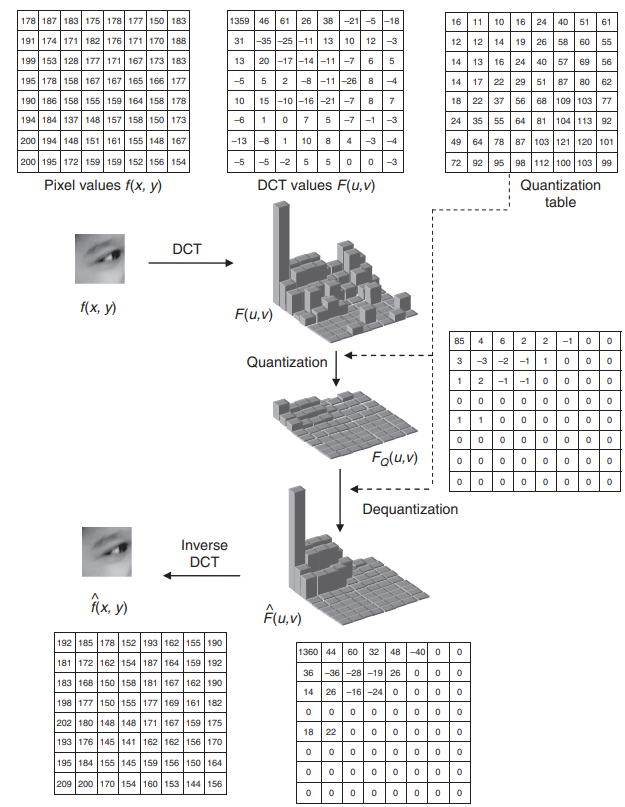 178 187 183 175 178 177 150 183
191 174 171 182 176 171 170 188
199 153 128 177 171 167 173 183
195 178 158 167 167 165 166 177
190 186 158 155 159 164 158 178
194 184 137 148 157 158 150 173
200 194 148 151 161 155 148 167
200 195 172 159 159 152 156 154
Pixel values f(x, y)
1359 46 61 26 38 −21 −5 −18
31 −35 −25 −11 13 10 12 −3
13 20 −17 −14 −11 −7 6 5
−5 5 2 −8 −11 −26 8 −4
10 15 −10 −16 −21 −7 8 7
−6 1 0 7 5 −7 −1 −3
−13 −8 1 10 8 4 −3 −4
−5 −5 −2 5 5 0 0 −3
DCT values F(u,v)
16 11 10 16 24 40 51 61
12 12 14 19 26 58 60 55
14 13 16 24 40 57 69 56
14 17 22 29 51 87 80 62
18 22 37 56 68 109 103 77
24 35 55 64 81 104 113 92
49 64 78 87 103 121 120 101
72 92 95 98 112 100 103 99
Quantization
table
DCT
f(x, y)
F(u,v)
Quantization
85 4 6 2 2 −1 0 0
3 −3 −2 −1 1 0 0 0
1 2 −1 −1 0 0 0 0
0 0 0 0 0 0 0 0
1 1 0 0 0 0 0 0
0 0 0 0 0 0 0 0
0 0 0 0 0 0 0 0
0 0 0 0 0 0 0 0
FQ(u,v)
Dequantization
Inverse
DCT
f̂(x, y)
F̂(u,v)
192 185 178 152 193 162 155 190
181 172 162 154 187 164 159 192
183 168 150 158 181 167 162 190
198 177 150 155 177 169 161 182
202 180 148 148 171 167 159 175
193 176 145 141 162 162 156 170
195 184 155 145 159 156 150 164
209 200 170 154 160 153 144 156
1360 44 60 32 48 −40 0 0
36 −36 −28 −19 26 0 0 0
14 26 −16 −24 0 0 0 0
0 0 0 0 0 0 0 0
18 22 0 0 0 0 0 0
0 0 0 0 0 0 0 0
0 0 0 0 0 0 0 0
0 0 0 0 0 0 0 0